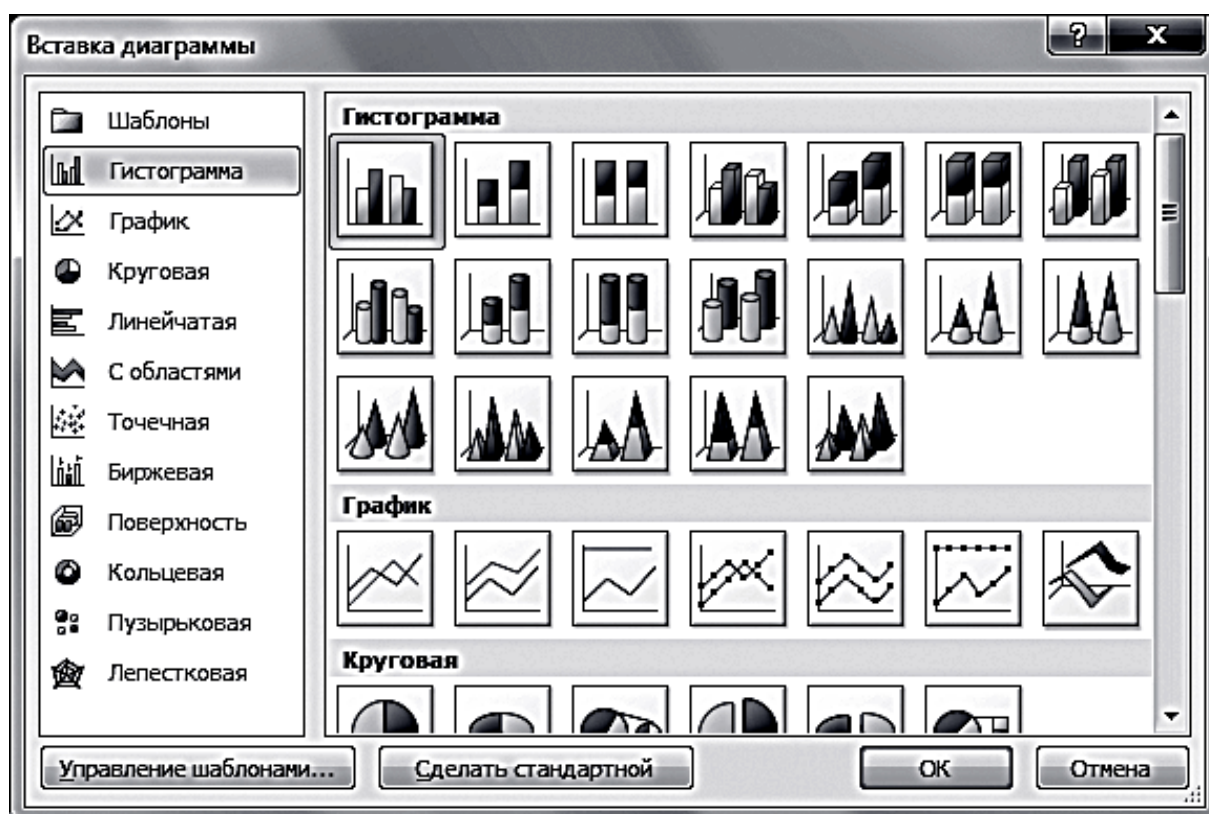 Вставка диаграммы
Шаблоны
Гистограмма
График
Круговая
Линейчатая
С областями
Точечная
Биржевая
Поверхность
Кольцевая
Пузырьковая
Лепестковая
Гистограмма
График
Круговая
Управление шаблонами...
Сделать стандартной
ОК
Отмена